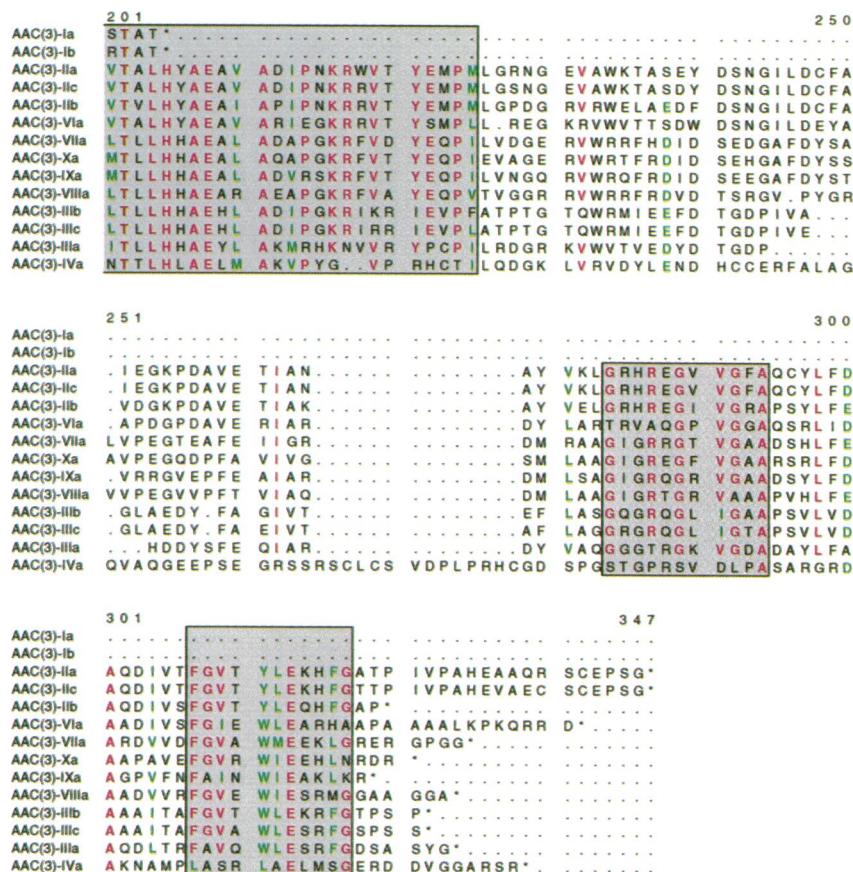 201 250
AAC(3)-Ia STAT* . . . . . . . . . . . . . . . . . . . . . . . . . . . . . . . . . . . . . . . . . . . . .
AAC(3)-Ib RTAT* . . . . . . . . . . . . . . . . . . . . . . . . . . . . . . . . . . . . . . . . . . . . .
AAC(3)-IIa VTALHYAEAV ADIPNKRWVT YEMPMLGRNG EVAWKTASEY DSNGILDCFA
AAC(3)-IIc VTALHYAEAV ADIPNKRRVT YEMPMLGSNG EVAWKTASDY DSNGILDCFA
AAC(3)-IIb VTVLHYAEAI APIPNKRRVT YEMPMLGPDG RVRWELAEDF DSNGILDCFA
AAC(3)-VIa VTALHYAEAV ARIEGKRRVT YSMPLL.REG KRVWVTTSDW DSNGILDEYA
AAC(3)-VIIa LTLLHHAEAL ADAPGKRFVD YEQPILVDGE RVWRRFHDID SEDGAFDYSA
AAC(3)-Xa MTLLHHAEAL AQAPGKRFVT YEQPIEVAGE RVWRTFRDID SEHGAFDYSS
AAC(3)-IXa MTLLHHAEAL ADVRSKRFVT YEQPILVNGQ RVWRQFRDID SEEGAFDYST
AAC(3)-VIIIa LTLLHHAEAR AEAPGKRFVA YEQPVTVGGR RVWRRFRDVD TSRGV.PYGR
AAC(3)-IIIb LTLLHHAEHL ADIPGKRIKR IEVPFATPTG TQWRMIEEFD TGDPIVA...
AAC(3)-IIIc LTLLHHAEHL ADIPGKRIRR IEVPLATPTG TQWRMIEEFD TGDPIVE...
AAC(3)-IIIa ITLLHHAEYL AKMRHKNVVR YPCPILRDGR KVWVTVEDYD TGDP......
AAC(3)-IVa NTTLHLAELM AKVPYG..VP RHCTILQDGK LVRVDYLEND HCCERFALAG
251 300
AAC(3)-Ia . . . . . . . . . . . . . . . . . . . . . . . . . . . . . . . . . . . . . . . . . . . . . . . . . .
AAC(3)-Ib . . . . . . . . . . . . . . . . . . . . . . . . . . . . . . . . . . . . . . . . . . . . . . . . . .
AAC(3)-IIa .IEGKPDAVE TIAN...... ........AY VKLGRHREGV VGFAQCYLFD
AAC(3)-IIc .IEGKPDAVE TIAN...... ........AY VKLGRHREGV VGFAQCYLFD
AAC(3)-IIb .VDGKPDAVE TIAK...... ........AY VELGRHREGI VGRAPSYLFE
AAC(3)-VIa .APDGPDAVE RIAR...... ........DY LARTRVAQGP VGGAQSRLID
AAC(3)-VIIa LVPEGTEAFE IIGR...... ........DM RAAGIGRRGT VGAADSHLFE
AAC(3)-Xa AVPEGQDPFA VIVG...... ........SM LAAGIGREGF VGAARSRLFD
AAC(3)-IXa .VRRGVEPFE AIAR...... ........DM LSAGIGRQGR VGAADSYLFD
AAC(3)-VIIIa VVPEGVVPFT VIAQ...... ........DM LAAGIGRTGR VAAAPVHLFE
AAC(3)-IIIb .GLAEDY.FA GIVT...... ........EF LASGQGRQGL IGAAPSVLVD
AAC(3)-IIIc .GLAEDY.FA EIVT...... ........AF LAGGRGRQGL IGTAPSVLVD
AAC(3)-IIIa ...HDDYSFE QIAR...... ........DY VAQGGGTRGK VGDADAYLFA
AAC(3)-IVa QVAQGEEPSE GRSSRSCLCS VDPLPRHCGD SPGSTGPRSV DLPASARGRD
301 347
AAC(3)-Ia . . . . . . . . . . . . . . . . . . . . . . . . . . . . . . . . . . . . . . . . . . . . . . .
AAC(3)-Ib . . . . . . . . . . . . . . . . . . . . . . . . . . . . . . . . . . . . . . . . . . . . . . .
AAC(3)-IIa AQDIVTFGVT YLEKHFGATP IVPAHEAAQR SCEPSG*
AAC(3)-IIc AQDIVTFGVT YLEKHFGTTP IVPAHEVAEC SCEPSG*
AAC(3)-IIb AQDIVSFGVT YLEQHFGAP* .......... .......
AAC(3)-VIa AADIVSFGIE WLEARHAAPA AAALKPKQRR D*.....
AAC(3)-VIIa ARDVVDFGVA WMEEKLGRER GPGG*..... .......
AAC(3)-Xa AAPAVEFGVR WIEEHLNRDR *......... .......
AAC(3)-IXa AGPVFNFAIN WIEAKLKR*. .......... .......
AAC(3)-VIIIa AADVVRFGVE WIESRMGGAA GGA*...... .......
AAC(3)-IIIb AAAITAFGVT WLEKRFGTPS P*........ .......
AAC(3)-IIIc AAAITAFGVA WLEKRFGSPS S*........ .......
AAC(3)-IIIa AQDLTRFAVQ WLESRFGDSA SYG*...... .......
AAC(3)-IVa AKNAMPLASR LAELMSGERD DVGGARSR*. .......